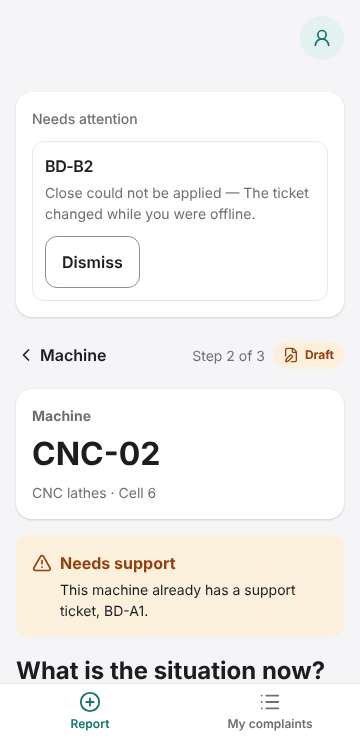 Needs attention
BD-B2
Close could not be applied — The ticket
changed while you were offline.
Dismiss
Machine
Step 2 of 3
Draft
Machine
CNC-02
CNC lathes · Cell 6
Needs support
This machine already has a support
ticket, BD-A1.
What is the situation now?
Report
My complaints